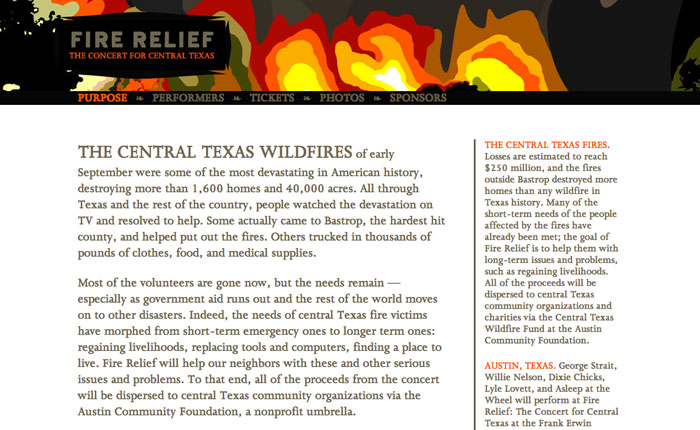 FIRE RELIEF
THE CONCERT FOR CENTRAL TEXAS
PURPOSE PERFORMERS TICKETS PHOTOS SPONSORS
THE CENTRAL TEXAS WILDFIRES of early
September were some of the most devastating in American history,
destroying more than 1,600 homes and 40,000 acres. All through
Texas and the rest of the country, people watched the devastation on
TV and resolved to help. Some actually came to Bastrop, the hardest hit
county, and helped put out the fires. Others trucked in thousands of
pounds of clothes, food, and medical supplies.
Most of the volunteers are gone now, but the needs remain —
especially as government aid runs out and the rest of the world moves
on to other disasters. Indeed, the needs of central Texas fire victims
have morphed from short-term emergency ones to longer term ones:
regaining livelihoods, replacing tools and computers, finding a place to
live. Fire Relief will help our neighbors with these and other serious
issues and problems. To that end, all of the proceeds from the concert
will be dispersed to central Texas community organizations via the
Austin Community Foundation, a nonprofit umbrella.
THE CENTRAL TEXAS FIRES.
Losses are estimated to reach
$250 million, and the fires
outside Bastrop destroyed more
homes than any wildfire in
Texas history. Many of the
short-term needs of the people
affected by the fires have
already been met; the goal of
Fire Relief is to help them with
long-term issues and problems,
such as regaining livelihoods.
All of the proceeds will be
dispersed to central Texas
community organizations and
charities via the Central Texas
Wildfire Fund at the Austin
Community Foundation.
AUSTIN, TEXAS. George Strait,
Willie Nelson, Dixie Chicks,
Lyle Lovett, and Asleep at the
Wheel will perform at Fire
Relief: The Concert for Central
Texas at the Frank Erwin